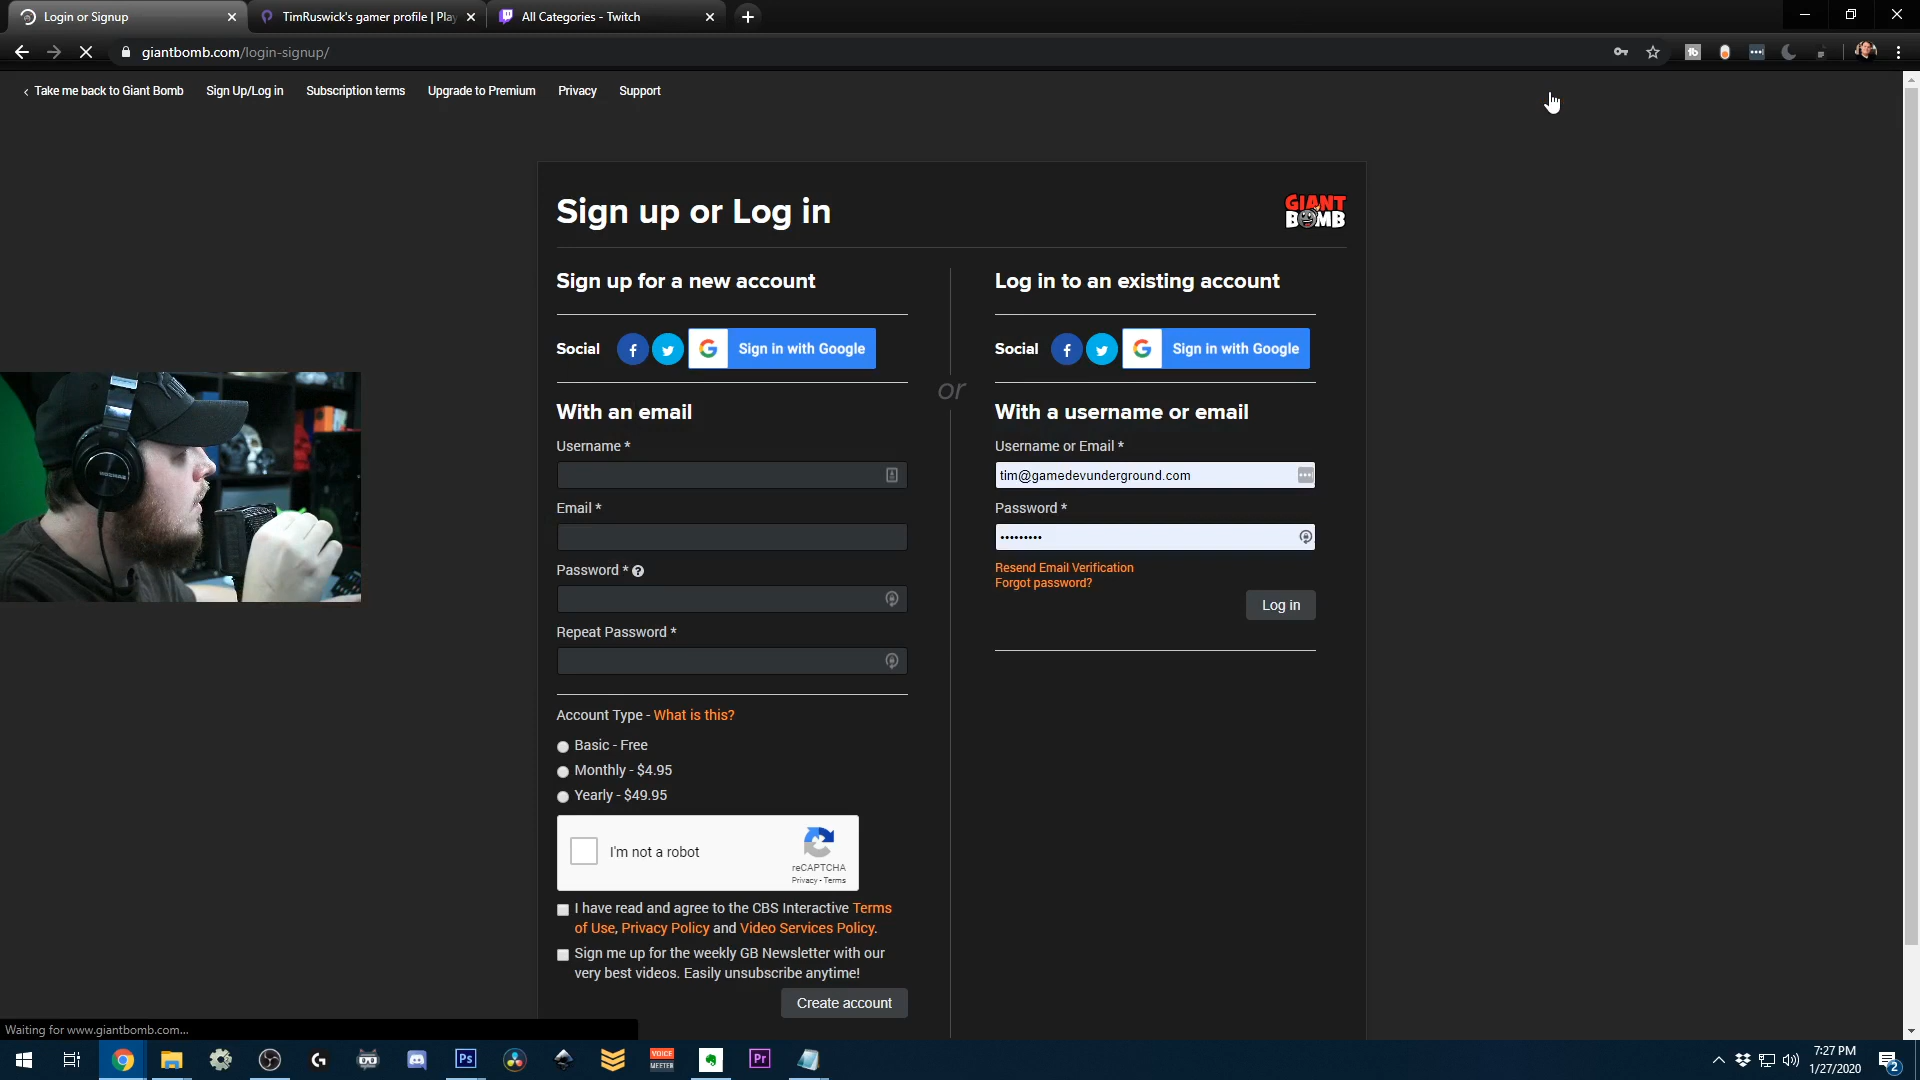 Login or Signup
TimRuswick's gamer profile | Play
All Categories - Twitch
giantbomb.com/login-signup/
Take me back to Giant Bomb
Sign Up/Log in
Subscription terms
Upgrade to Premium
Privacy
Support
Sign up or Log in
GIANT
BOMB
Sign up for a new account
Social
Sign in with Google
With an email
Username *
Email *
Password *
Repeat Password *
Account Type - What is this?
Basic - Free
Monthly - $4.95
Yearly - $49.95
I'm not a robot
reCAPTCHA
Privacy - Terms
I have read and agree to the CBS Interactive Terms
of Use, Privacy Policy and Video Services Policy.
Sign me up for the weekly GB Newsletter with our
very best videos. Easily unsubscribe anytime!
Create account
or
Log in to an existing account
Social
Sign in with Google
With a username or email
Username or Email *
tim@gamedevunderground.com
Password *
Resend Email Verification
Forgot password?
Log in
Waiting for www.giantbomb.com...
Ps
VOICE
MEETER
Pr
7:27 PM
1/27/2020
2